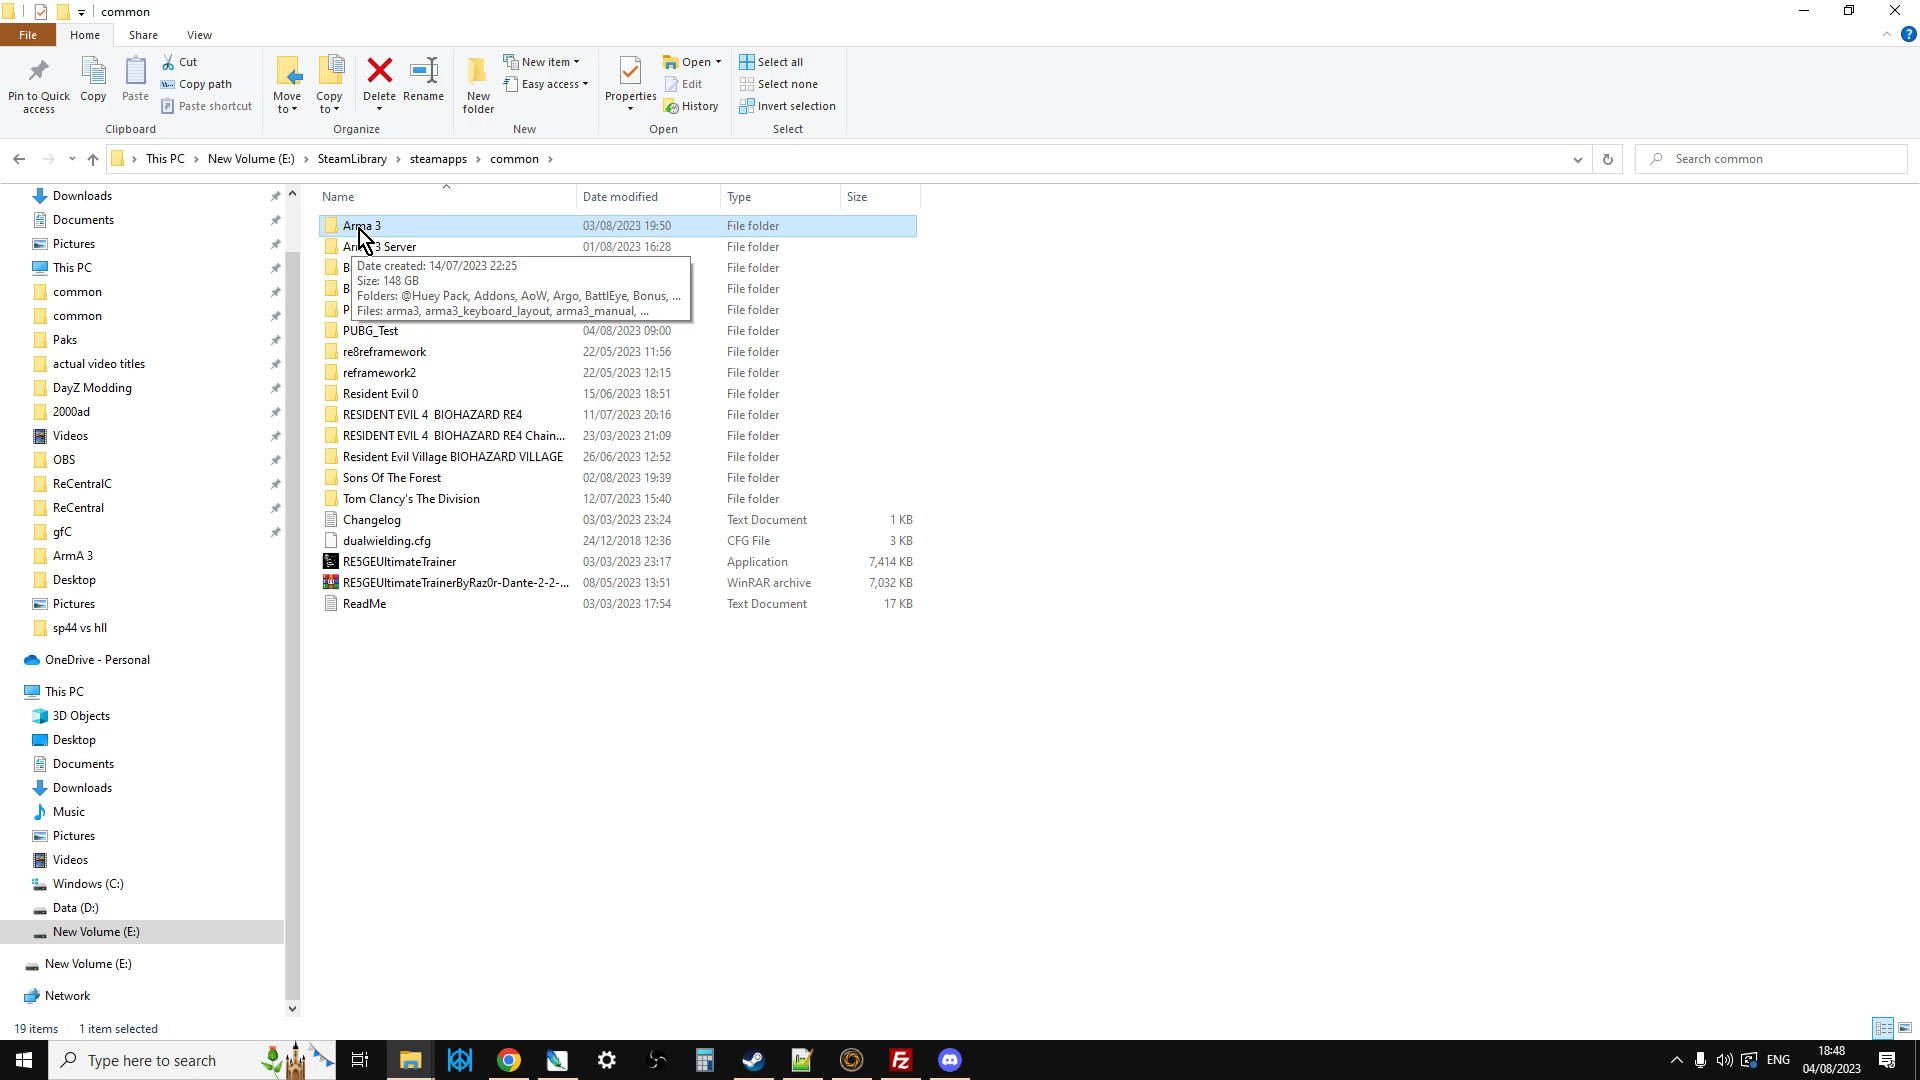 common
File
Home
Share
View
Pin to Quick access
Copy
Paste
Cut
Copy path
Paste shortcut
Clipboard
Move to
Copy to
Delete
Rename
Organize
New folder
New item
Easy access
New
Properties
Open
Edit
History
Open
Select all
Select none
Invert selection
Select
This PC > New Volume (E:) > SteamLibrary > steamapps > common >
Search common
Name Date modified Type Size
Downloads
Documents
Pictures
This PC
common
common
Paks
actual video titles
DayZ Modding
2000ad
Videos
OBS
ReCentralC
ReCentral
gfC
ArmA 3
Desktop
Pictures
sp44 vs hll
OneDrive - Personal
This PC
3D Objects
Desktop
Documents
Downloads
Music
Pictures
Videos
Windows (C:)
Data (D:)
New Volume (E:)
New Volume (E:)
Network
Arma 3 03/08/2023 19:50 File folder
3 Server 01/08/2023 16:28 File folder
B File folder
B File folder
P File folder
Date created: 14/07/2023 22:25
Size: 148 GB
Folders: @Huey Pack, Addons, AoW, Argo, BattlEye, Bonus, ...
Files: arma3, arma3_keyboard_layout, arma3_manual, ...
PUBG_Test 04/08/2023 09:00 File folder
re8reframework 22/05/2023 11:56 File folder
reframework2 22/05/2023 12:15 File folder
Resident Evil 0 15/06/2023 18:51 File folder
RESIDENT EVIL 4 BIOHAZARD RE4 11/07/2023 20:16 File folder
RESIDENT EVIL 4 BIOHAZARD RE4 Chain... 23/03/2023 21:09 File folder
Resident Evil Village BIOHAZARD VILLAGE 26/06/2023 12:52 File folder
Sons Of The Forest 02/08/2023 19:39 File folder
Tom Clancy's The Division 12/07/2023 15:40 File folder
Changelog 03/03/2023 23:24 Text Document 1 KB
dualwielding.cfg 24/12/2018 12:36 CFG File 3 KB
RE5GEUltimateTrainer 03/03/2023 23:17 Application 7,414 KB
RE5GEUltimateTrainerByRaz0r-Dante-2-2-... 08/05/2023 13:51 WinRAR archive 7,032 KB
ReadMe 03/03/2023 17:54 Text Document 17 KB
19 items 1 item selected
Type here to search
ENG
18:48
04/08/2023